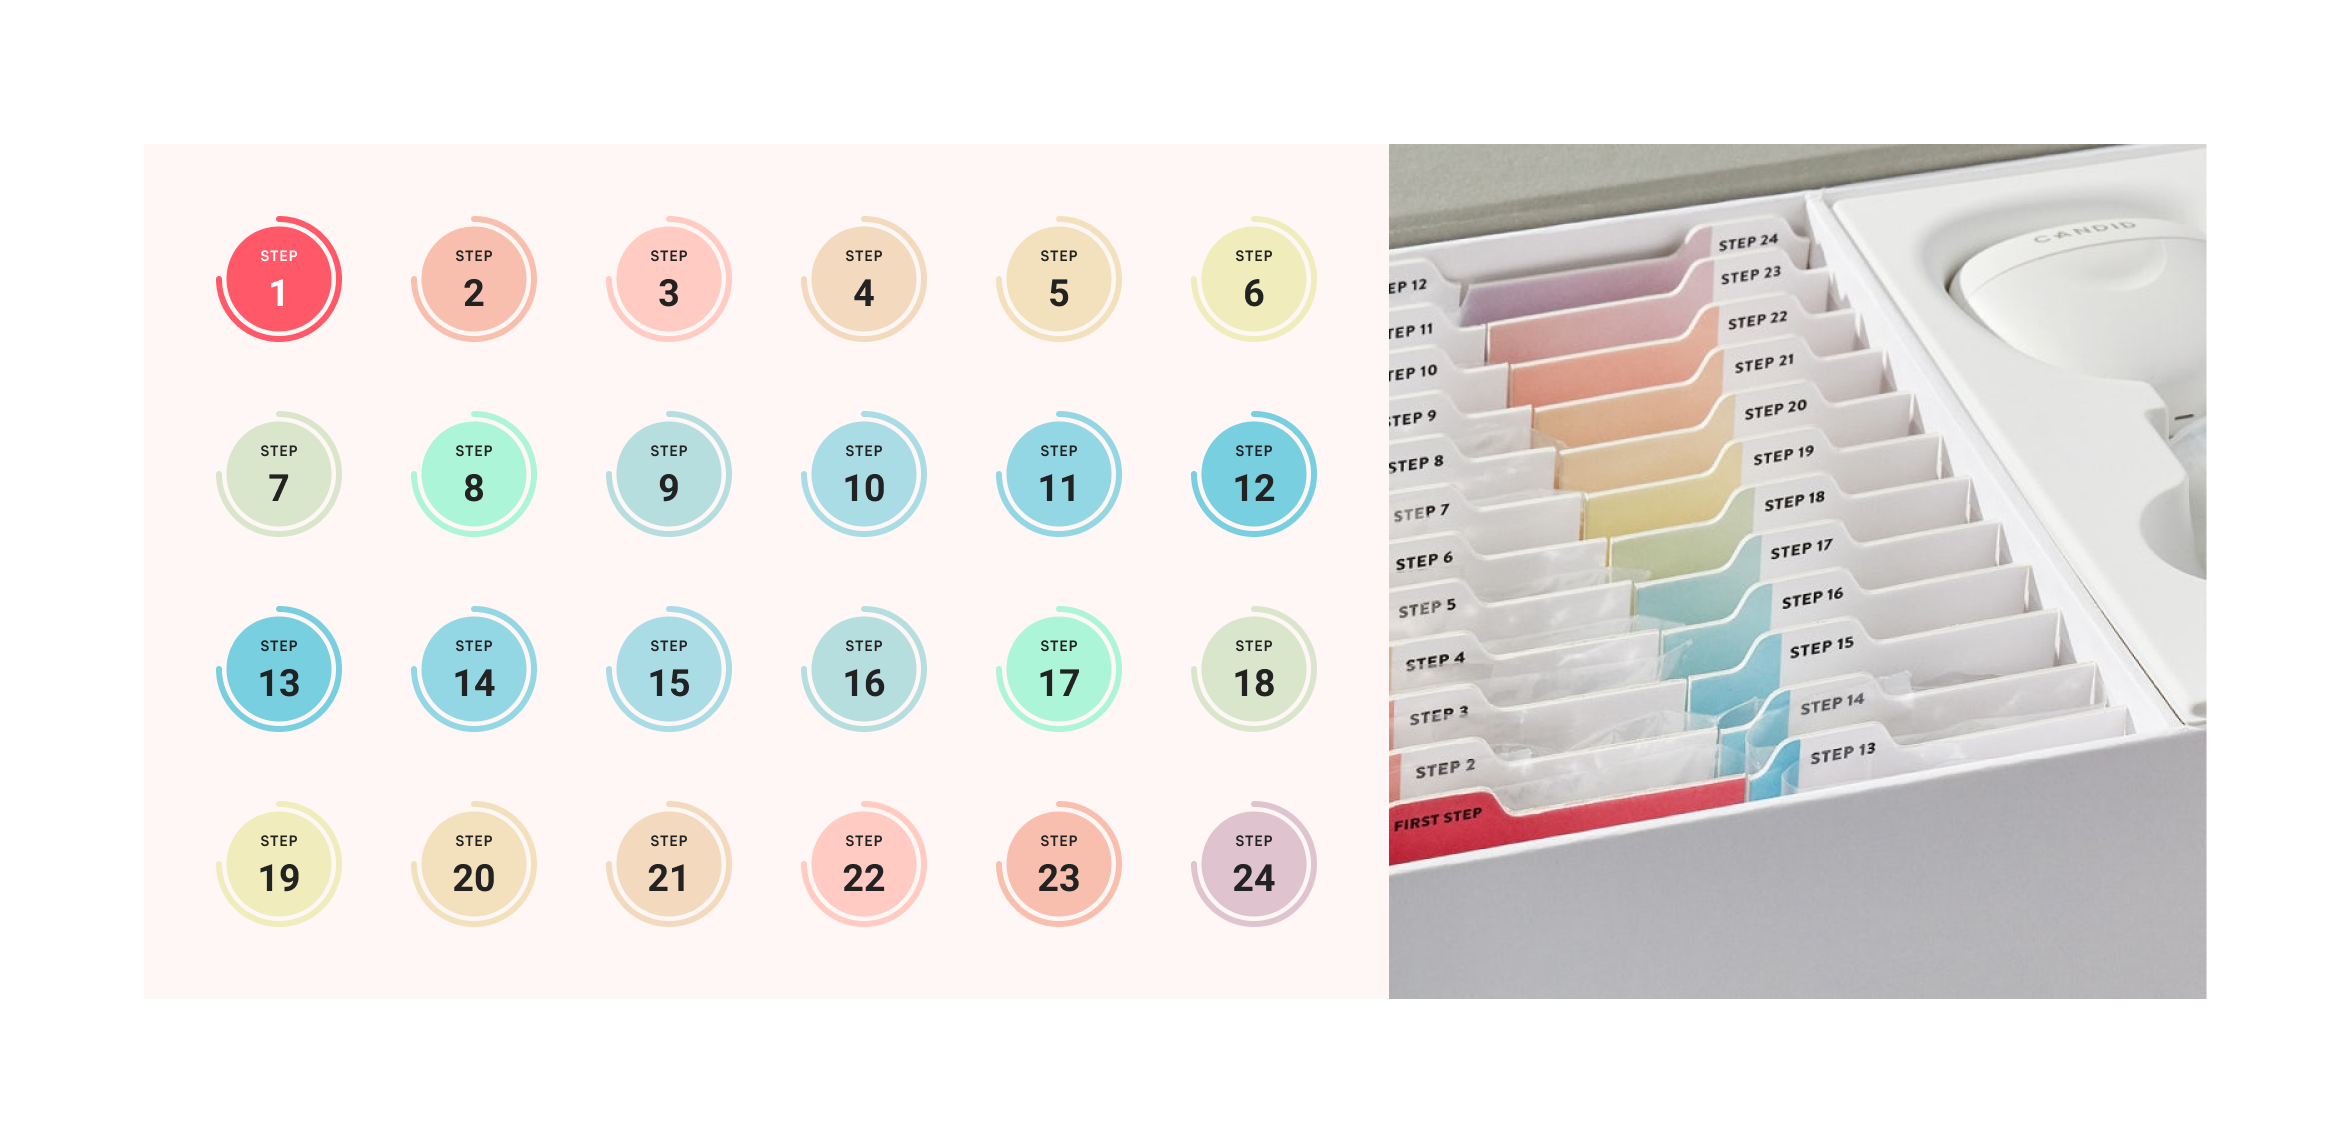 STEP
1
STEP
2
STEP
3
STEP
4
STEP
5
STEP
6
STEP
7
STEP
8
STEP
9
STEP
10
STEP
11
STEP
12
STEP
13
STEP
14
STEP
15
STEP
16
STEP
17
STEP
18
STEP
19
STEP
20
STEP
21
STEP
22
STEP
23
STEP
24
CANDID
STEP 24
STEP 23
STEP 22
STEP 21
STEP 20
STEP 19
STEP 18
STEP 17
STEP 16
STEP 15
STEP 14
STEP 13
EP 12
TEP 11
TEP 10
STEP 9
STEP 8
STEP 7
STEP 6
STEP 5
STEP 4
STEP 3
STEP 2
FIRST STEP